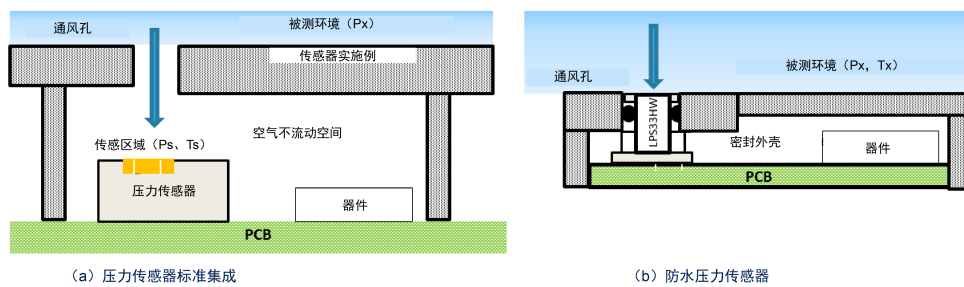 通风孔
被测环境（Px）
传感器实施例
空气不流动空间
传感区域（Ps、Ts）
压力传感器
器件
PCB
（a）压力传感器标准集成
被测环境（Px，Tx）
通风孔
LPS33HW
密封外壳
器件
PCB
（b）防水压力传感器